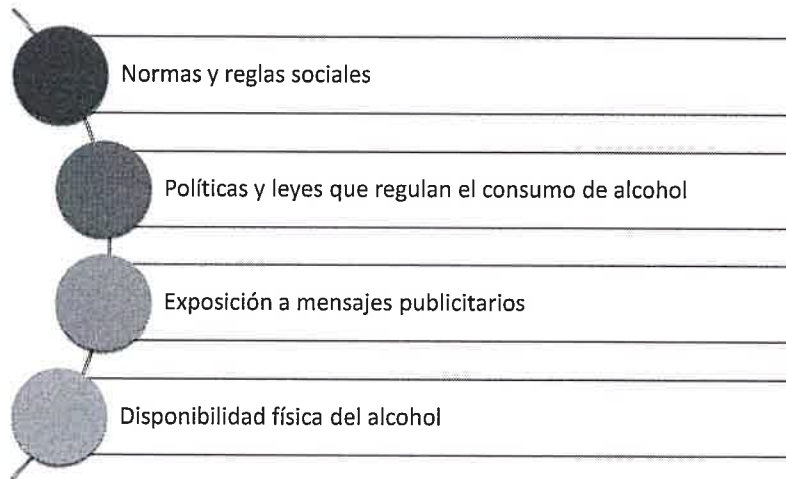 Normas y reglas sociales
Políticas y leyes que regulan el consumo de alcohol
Exposición a mensajes publicitarios
Disponibilidad física del alcohol